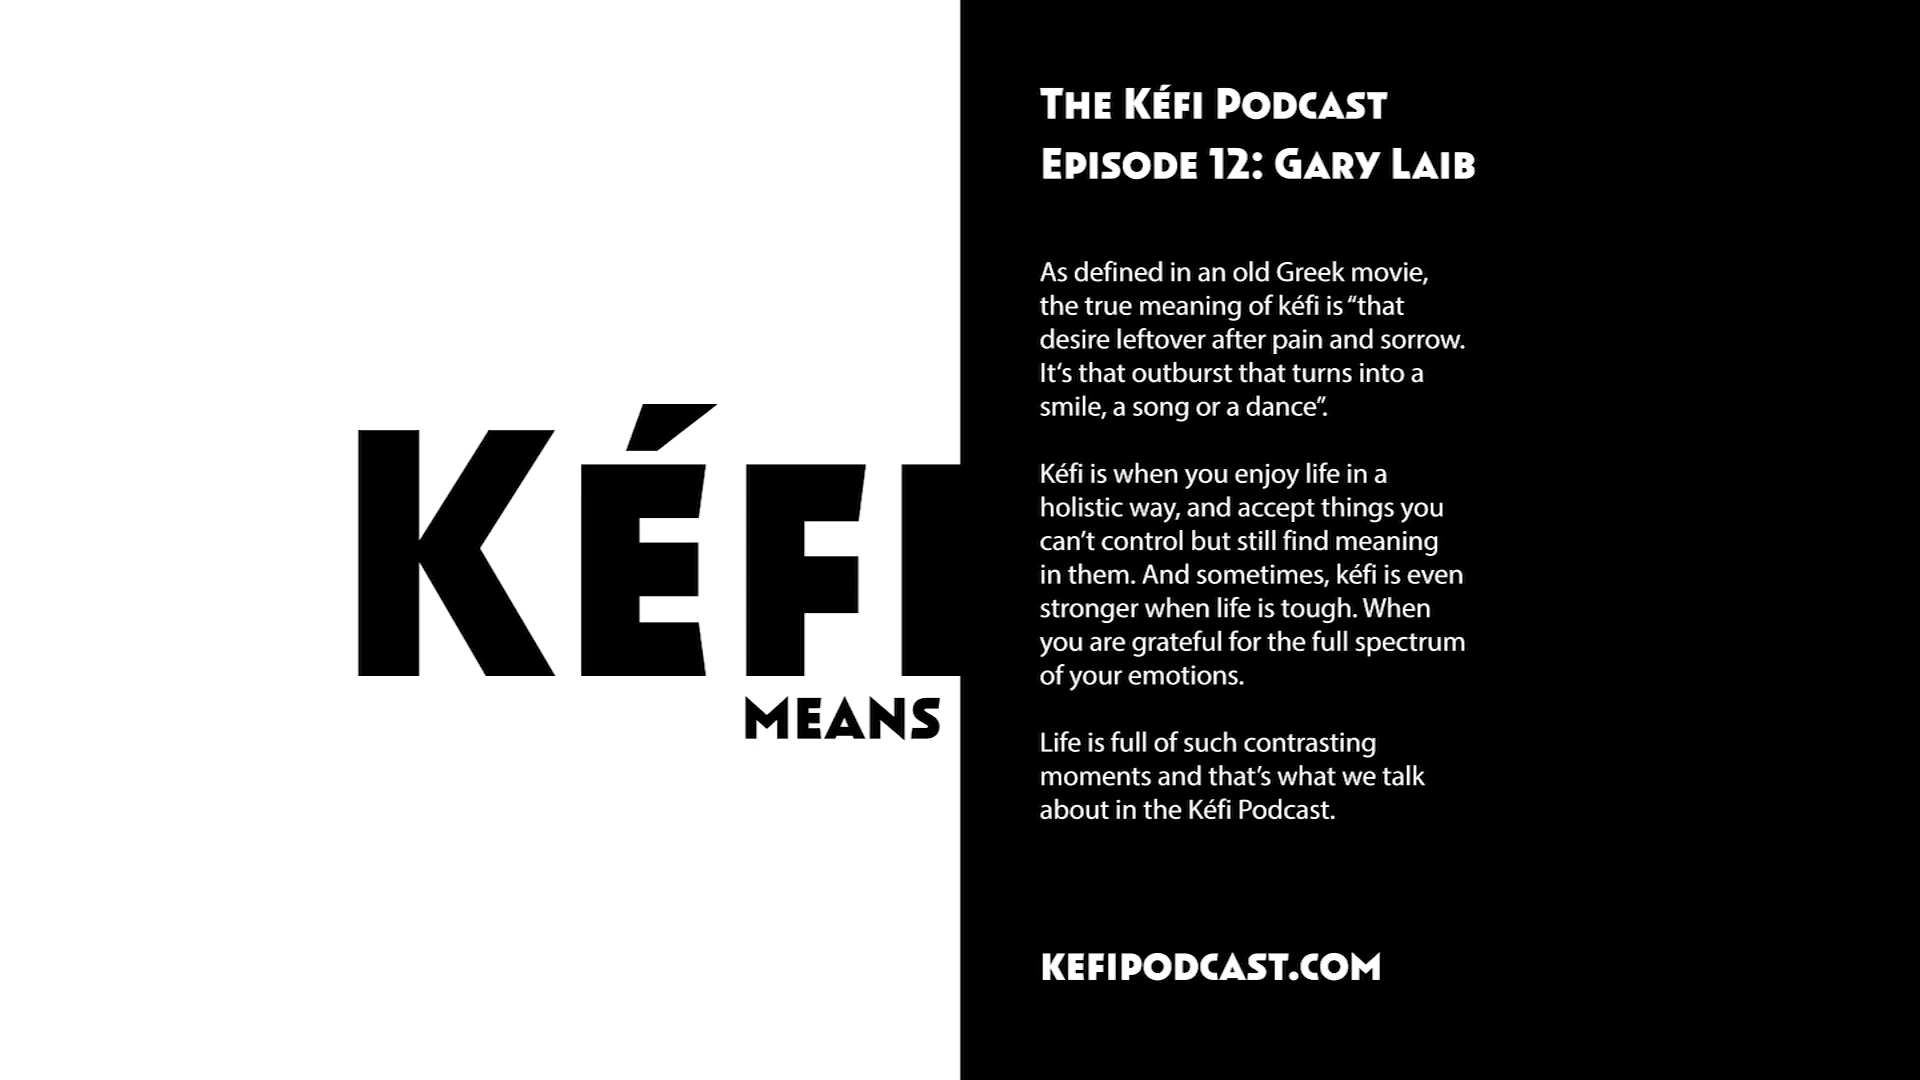 KÉFI
MEANS
THE KÉFI PODCAST
EPISODE 12: GARY LAIB
As defined in an old Greek movie,
the true meaning of kéfi is “that
desire leftover after pain and sorrow.
It‘s that outburst that turns into a
smile, a song or a dance”.
Kéfi is when you enjoy life in a
holistic way, and accept things you
can’t control but still find meaning
in them. And sometimes, kéfi is even
stronger when life is tough. When
you are grateful for the full spectrum
of your emotions.
Life is full of such contrasting
moments and that’s what we talk
about in the Kéfi Podcast.
KEFIPODCAST.COM